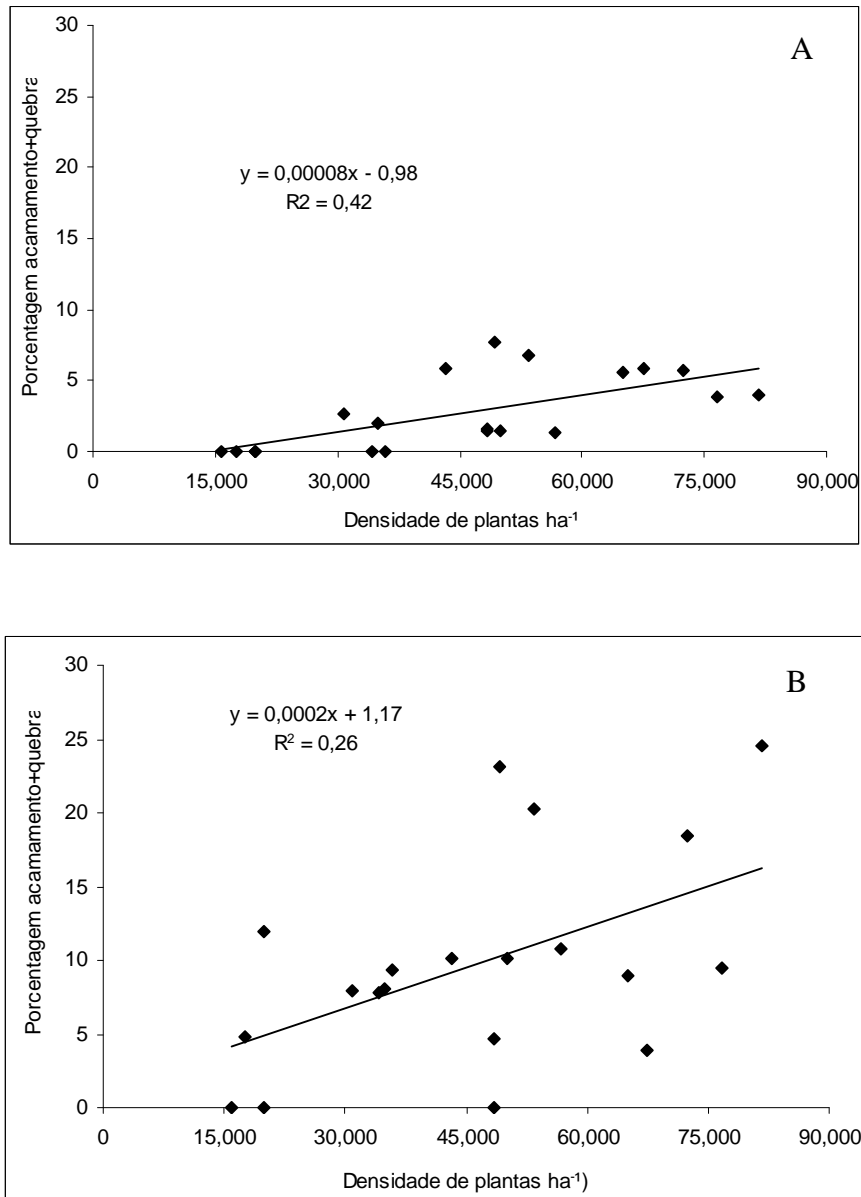 A
30
25
20
15
10
5
0
Porcentagem acamamento+quebra
y = 0,00008x - 0,98
R2 = 0,42
0 15,000 30,000 45,000 60,000 75,000 90,000
Densidade de plantas ha⁻¹
B
30
25
20
15
10
5
0
Porcentagem acamamento+quebra
y = 0,0002x + 1,17
R² = 0,26
0 15,000 30,000 45,000 60,000 75,000 90,000
Densidade de plantas ha⁻¹)